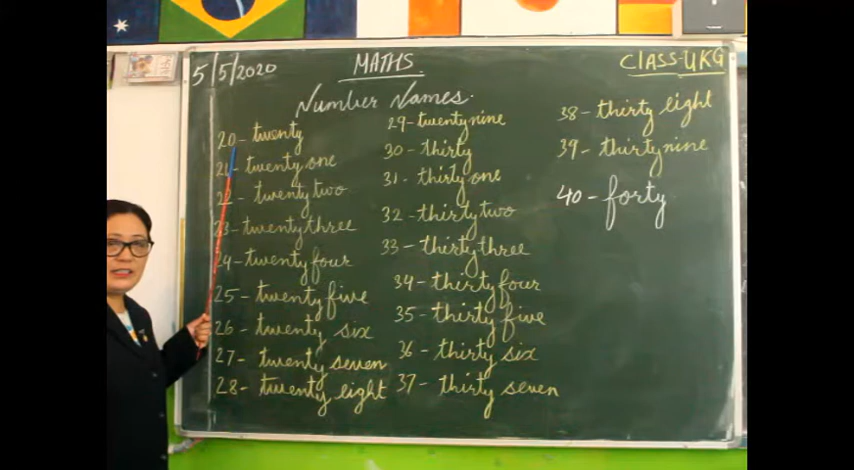 5/5/2020
MATHS
CLASS-UKG
Number Names.
20- twenty
21- twenty one
22- twenty two
23- twenty three
24- twenty four
25- twenty five
26- twenty six
27- twenty seven
28- twenty eight
29- twenty nine
30- thirty
31- thirty one
32- thirty two
33- thirty three
34- thirty four
35- thirty five
36- thirty six
37- thirty seven
38- thirty eight
39- thirty nine
40- forty